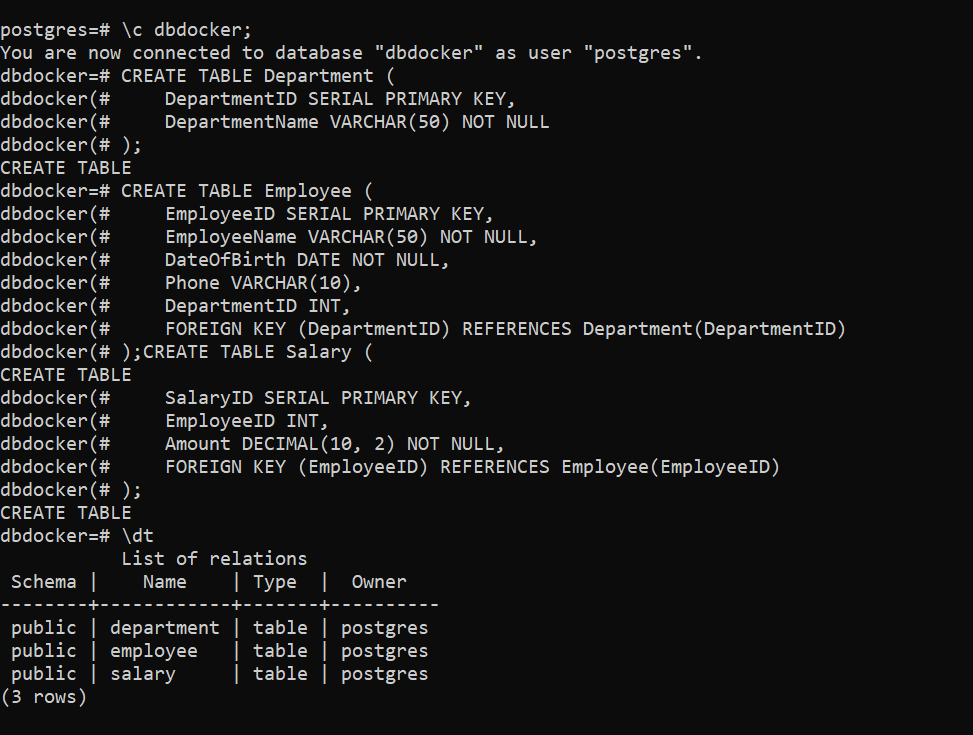 postgres=# \c dbdocker;
You are now connected to database "dbdocker" as user "postgres".
dbdocker=# CREATE TABLE Department (
dbdocker(#     DepartmentID SERIAL PRIMARY KEY,
dbdocker(#     DepartmentName VARCHAR(50) NOT NULL
dbdocker(# );
CREATE TABLE
dbdocker=# CREATE TABLE Employee (
dbdocker(#     EmployeeID SERIAL PRIMARY KEY,
dbdocker(#     EmployeeName VARCHAR(50) NOT NULL,
dbdocker(#     DateOfBirth DATE NOT NULL,
dbdocker(#     Phone VARCHAR(10),
dbdocker(#     DepartmentID INT,
dbdocker(#     FOREIGN KEY (DepartmentID) REFERENCES Department(DepartmentID)
dbdocker(# );CREATE TABLE Salary (
CREATE TABLE
dbdocker(#     SalaryID SERIAL PRIMARY KEY,
dbdocker(#     EmployeeID INT,
dbdocker(#     Amount DECIMAL(10, 2) NOT NULL,
dbdocker(#     FOREIGN KEY (EmployeeID) REFERENCES Employee(EmployeeID)
dbdocker(# );
CREATE TABLE
dbdocker=# \dt
           List of relations
 Schema |    Name    | Type  |  Owner
--------+------------+-------+----------
 public | department | table | postgres
 public | employee   | table | postgres
 public | salary     | table | postgres
(3 rows)